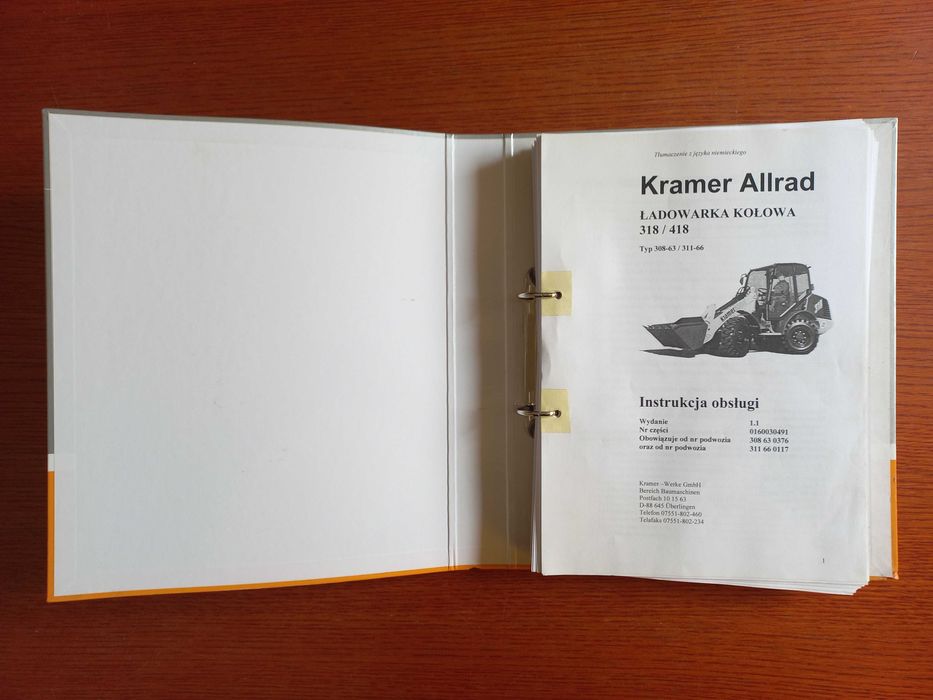 Tłumaczenie z języka niemieckiego
Kramer Allrad
ŁADOWARKA KOŁOWA
318 / 418
Typ 308-63 / 311-66
Kramer
Instrukcja obsługi
Wydanie 1.1
Nr części 0160030491
Obowiązuje od nr podwozia 308 63 0376
oraz od nr podwozia 311 66 0117
Kramer –Werke GmbH
Bereich Baumaschinen
Postfach 10 15 63
D-88 645 Überlingen
Telefon 07551-802-460
Telafaks 07551-802-234
1